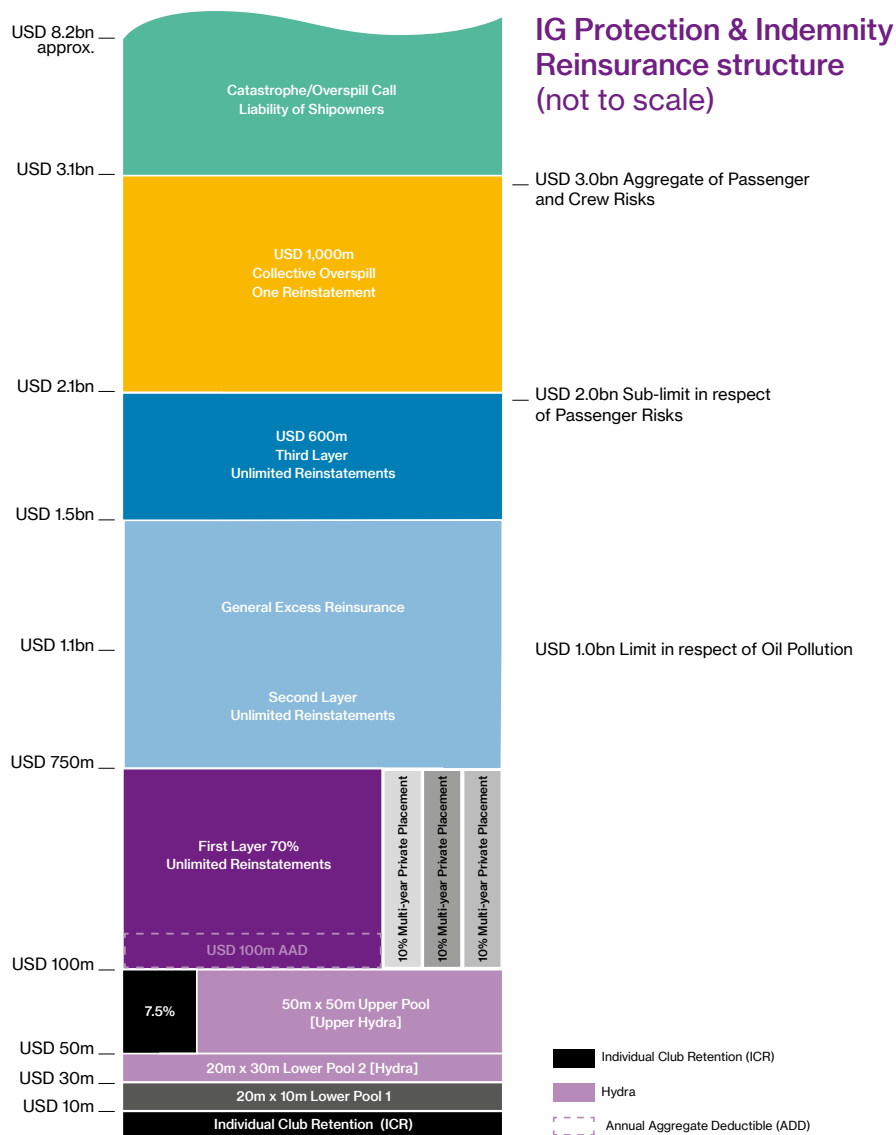 IG Protection & Indemnity
Reinsurance structure
(not to scale)
USD 8.2bn
approx.
Catastrophe/Overspill Call
Liability of Shipowners
USD 3.1bn
USD 3.0bn Aggregate of Passenger
and Crew Risks
USD 1,000m
Collective Overspill
One Reinstatement
USD 2.1bn
USD 2.0bn Sub-limit in respect
of Passenger Risks
USD 600m
Third Layer
Unlimited Reinstatements
USD 1.5bn
General Excess Reinsurance
USD 1.1bn
USD 1.0bn Limit in respect of Oil Pollution
Second Layer
Unlimited Reinstatements
USD 750m
First Layer 70%
Unlimited Reinstatements
10% Multi-year Private Placement
10% Multi-year Private Placement
10% Multi-year Private Placement
USD 100m AAD
USD 100m
7.5%
50m x 50m Upper Pool
[Upper Hydra]
USD 50m
20m x 30m Lower Pool 2 [Hydra]
USD 30m
20m x 10m Lower Pool 1
USD 10m
Individual Club Retention (ICR)
Individual Club Retention (ICR)
Hydra
Annual Aggregate Deductible (ADD)